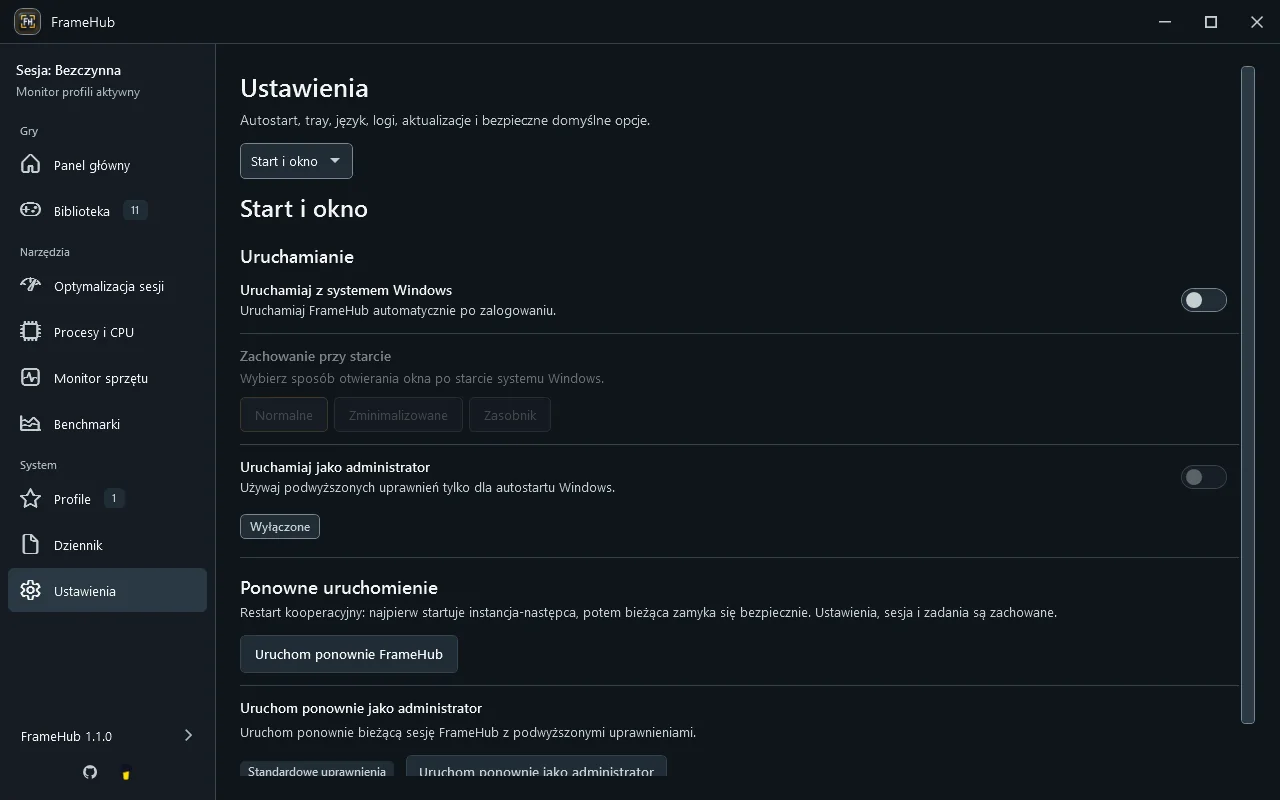 FH FrameHub
Sesja: Bezczynna
Monitor profili aktywny
Gry
Panel główny
Biblioteka 11
Narzędzia
Optymalizacja sesji
Procesy i CPU
Monitor sprzętu
Benchmarki
System
Profile 1
Dziennik
Ustawienia
FrameHub 1.1.0
Ustawienia
Autostart, tray, język, logi, aktualizacje i bezpieczne domyślne opcje.
Start i okno
Start i okno
Uruchamianie
Uruchamiaj z systemem Windows
Uruchamiaj FrameHub automatycznie po zalogowaniu.
Zachowanie przy starcie
Wybierz sposób otwierania okna po starcie systemu Windows.
Normalne Zminimalizowane Zasobnik
Uruchamiaj jako administrator
Używaj podwyższonych uprawnień tylko dla autostartu Windows.
Wyłączone
Ponowne uruchomienie
Restart kooperacyjny: najpierw startuje instancja-następca, potem bieżąca zamyka się bezpiecznie. Ustawienia, sesja i zadania są zachowane.
Uruchom ponownie FrameHub
Uruchom ponownie jako administrator
Uruchom ponownie bieżącą sesję FrameHub z podwyższonymi uprawnieniami.
Standardowe uprawnienia Uruchom ponownie jako administrator